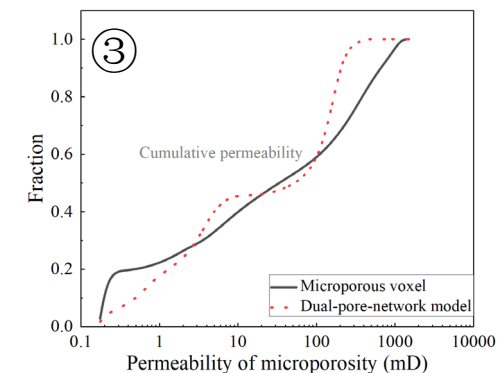 ③
1.0
0.8
0.6
0.4
0.2
0.0
Fraction
Cumulative permeability
Microporous voxel
Dual-pore-network model
0.1 1 10 100 1000 10000
Permeability of microporosity (mD)